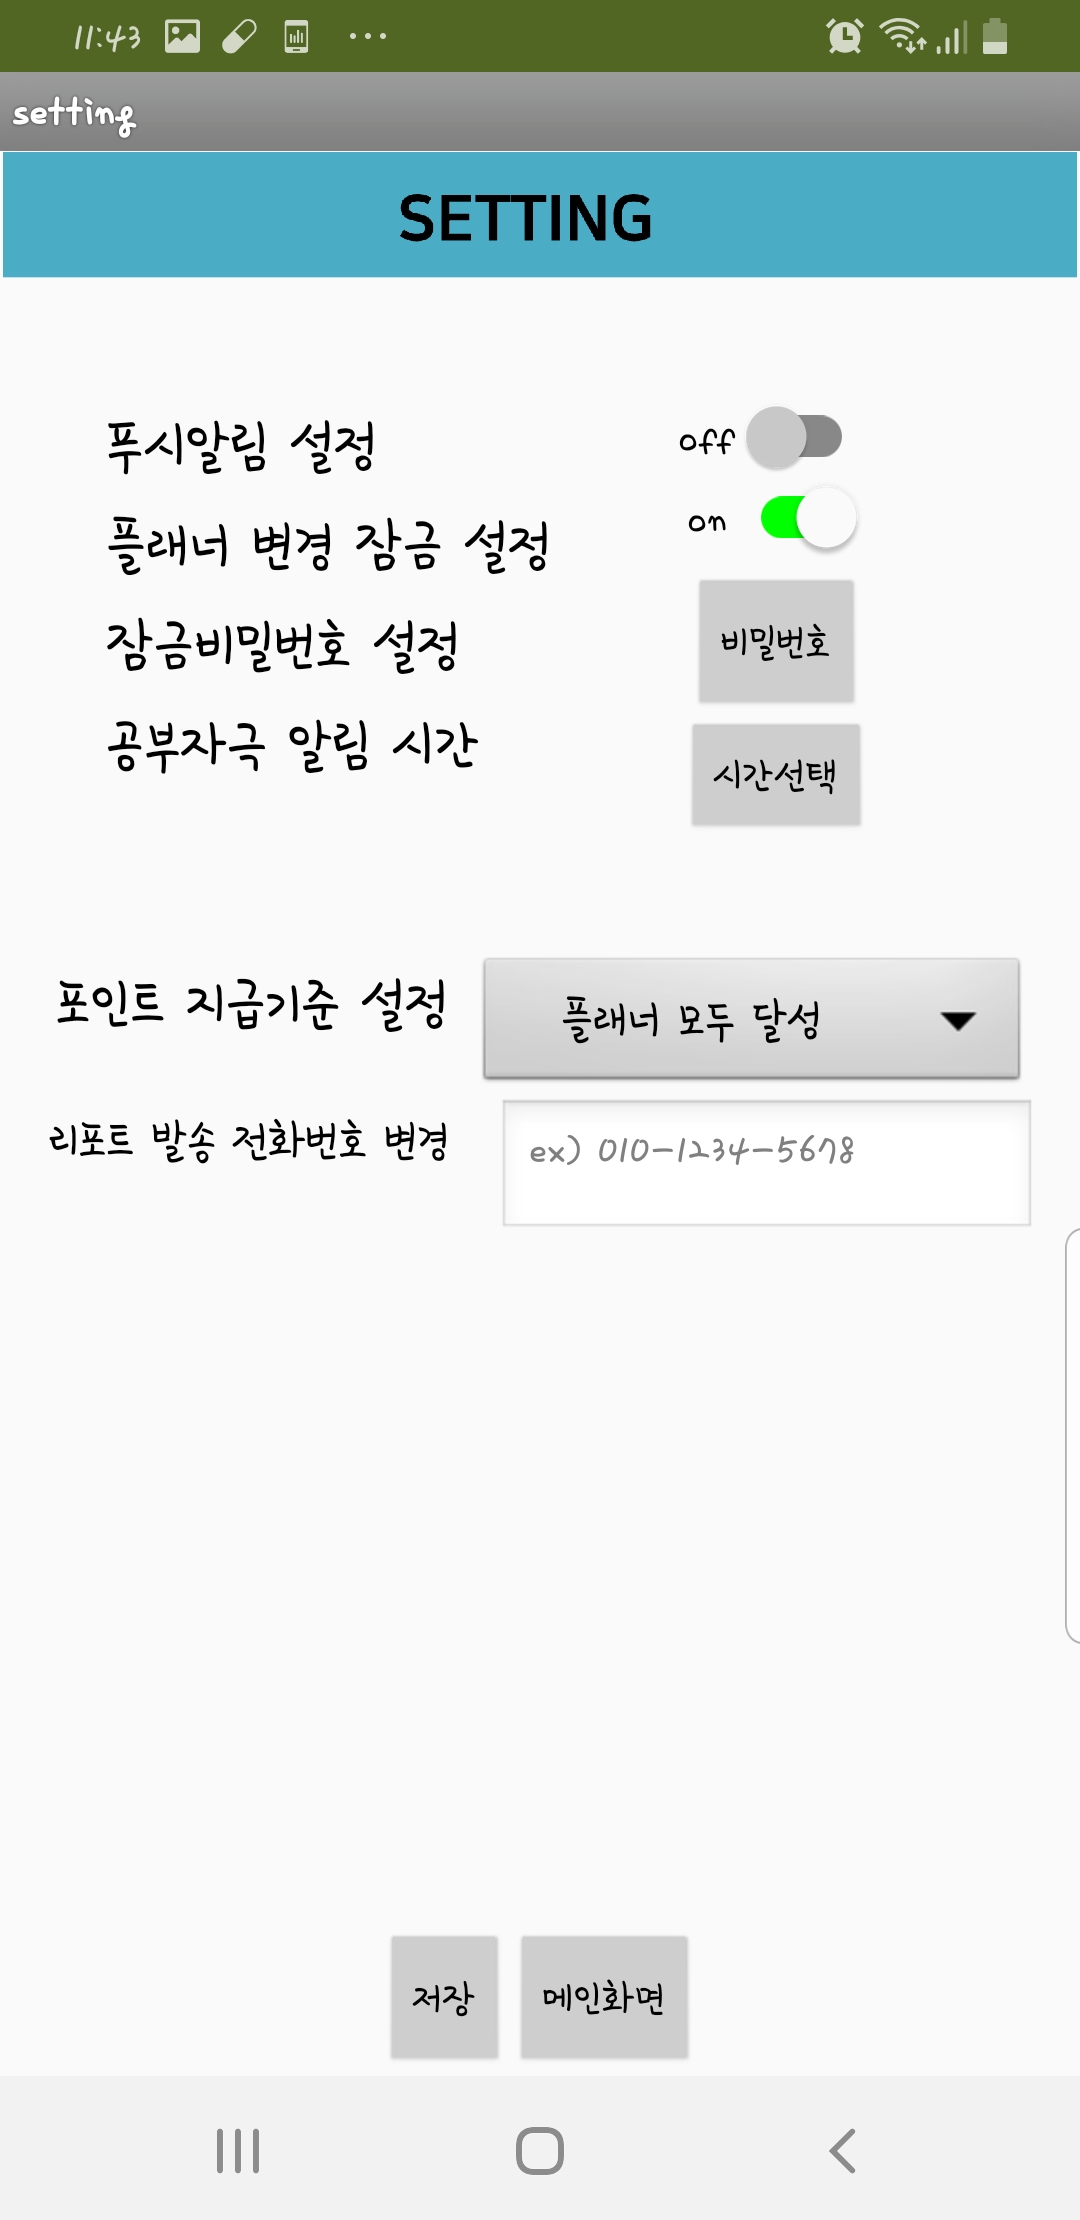 11:43
setting
SETTING
푸시알림 설정 off
플래너 변경 잠금 설정 on
잠금비밀번호 설정 비밀번호
공부자극 알림 시간 시간선택
포인트 지급기준 설정 플래너 모두 달성
리포트 발송 전화번호 변경 ex) 010-1234-5678
저장 메인화면